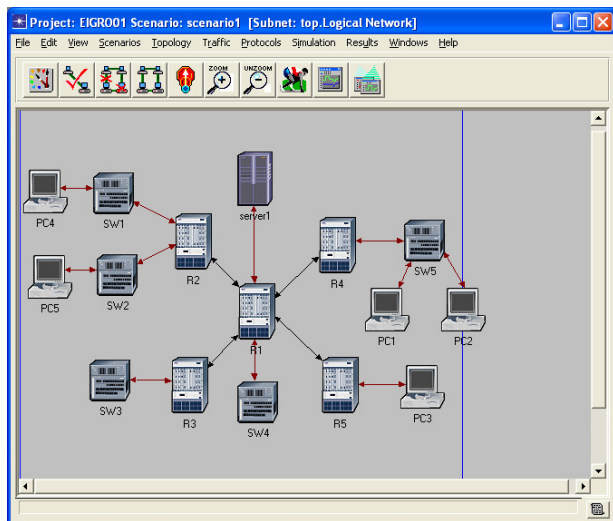 Project: EIGRO01 Scenario: scenario1 [Subnet: top.Logical Network]
File Edit View Scenarios Topology Traffic Protocols Simulation Results Windows Help
ZOOM UNZOOM
PC4
SW1
server1
PC5
SW2
R2
R4
SW5
R1
PC1
PC2
SW3
R3
SW4
R5
PC3